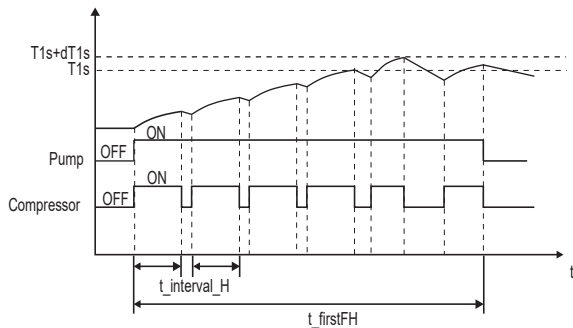 T1s+dT1s
T1s
ON
Pump
OFF
ON
Compressor
OFF
t
t_interval_H
t_firstFH